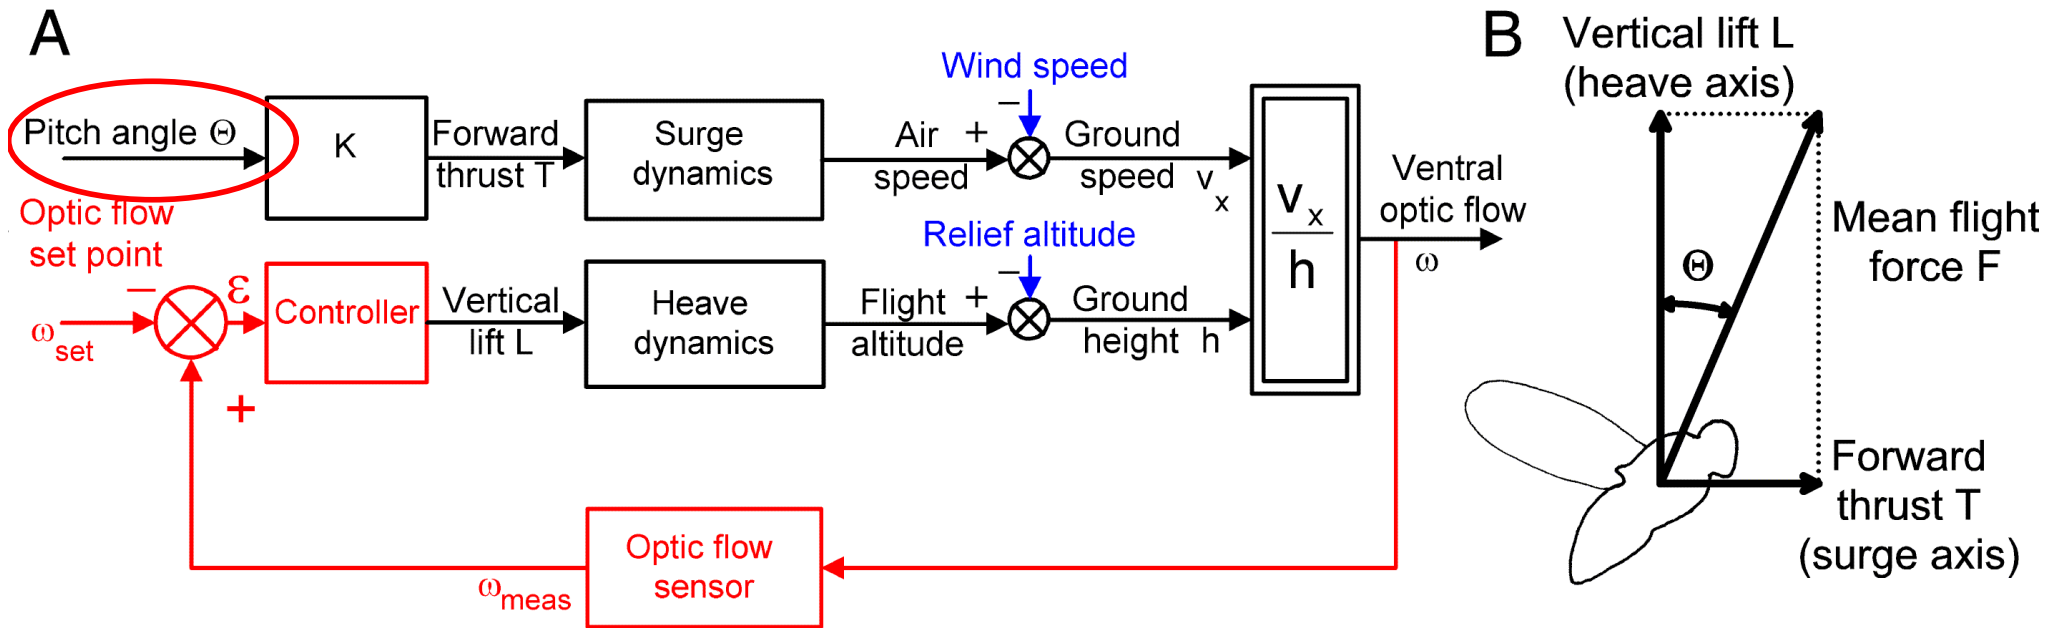 A
Pitch angle Θ
K
Forward
thrust T
Surge
dynamics
Air
speed
+
Wind speed
−
Ground
speed v
x
Optic flow
set point
−
ω
set
ε
+
Controller
Vertical
lift L
Heave
dynamics
Flight
altitude
+
Relief altitude
−
Ground
height h
v
x
h
Ventral
optic flow
ω
Optic flow
sensor
ω
meas
B
Vertical lift L
(heave axis)
Θ
Mean flight
force F
Forward
thrust T
(surge axis)